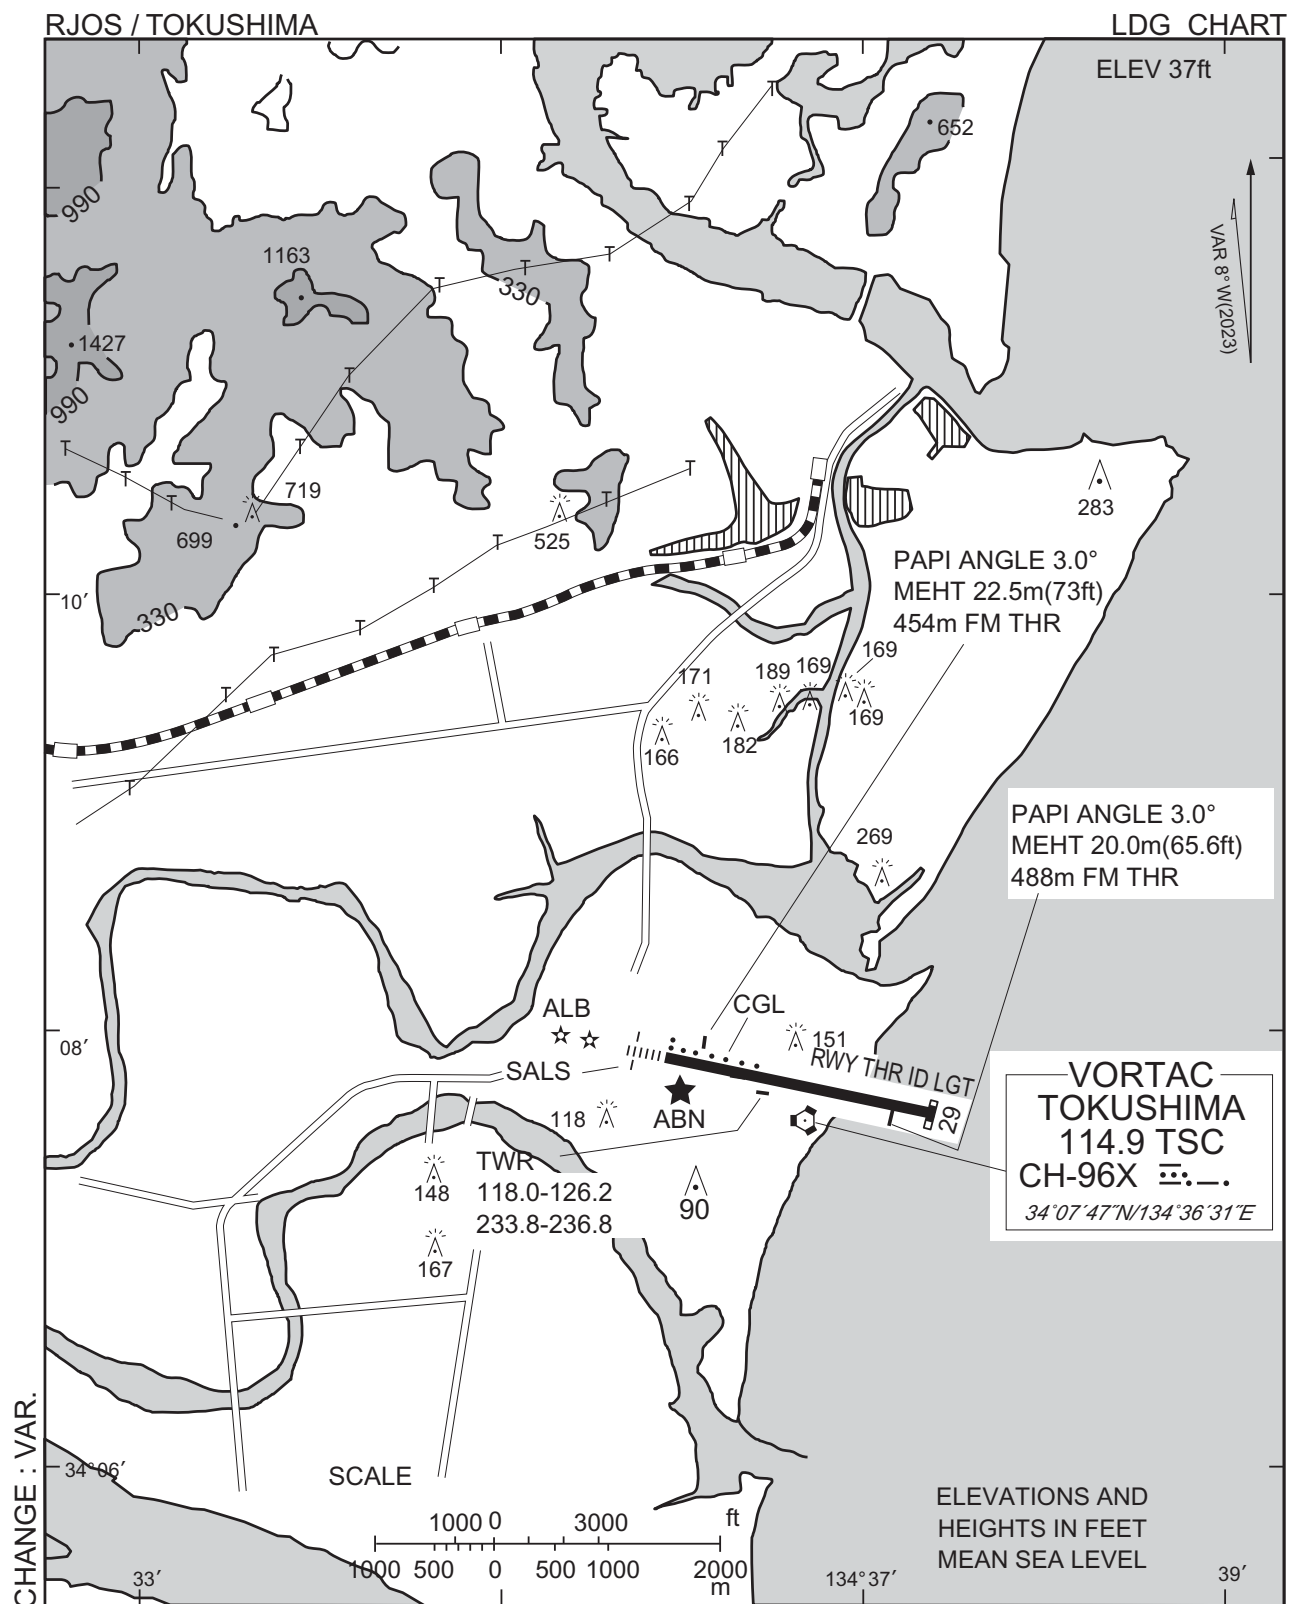 RJOS / TOKUSHIMA
LDG CHART
ELEV 37ft
652
990
1163
VAR 8° W(2023)
330
1427
990
719
699
525
283
PAPI ANGLE 3.0°
MEHT 22.5m(73ft)
454m FM THR
10′
330
169
171
189
169
169
166
182
PAPI ANGLE 3.0°
MEHT 20.0m(65.6ft)
488m FM THR
269
ALB
CGL
151
08′
RWY THR ID LGT
SALS
29
118
ABN
VORTAC
TOKUSHIMA
114.9 TSC
CH-96X
34°07′47″N/134°36′31″E
TWR
118.0-126.2
233.8-236.8
148
90
167
CHANGE : VAR.
34°06′
SCALE
ELEVATIONS AND
HEIGHTS IN FEET
MEAN SEA LEVEL
1000 0 3000 ft
1000 500 0 500 1000 2000
m
33′
134°37′
39′